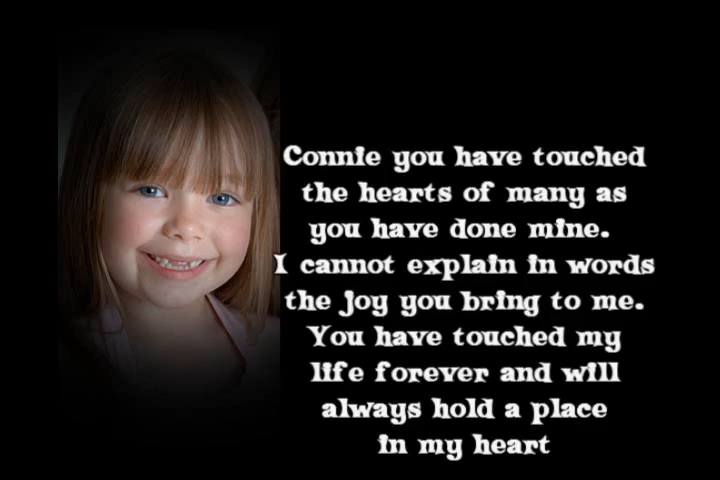 Connie you have touched
the hearts of many as
you have done mine.
I cannot explain in words
the joy you bring to me.
You have touched my
life forever and will
always hold a place
in my heart